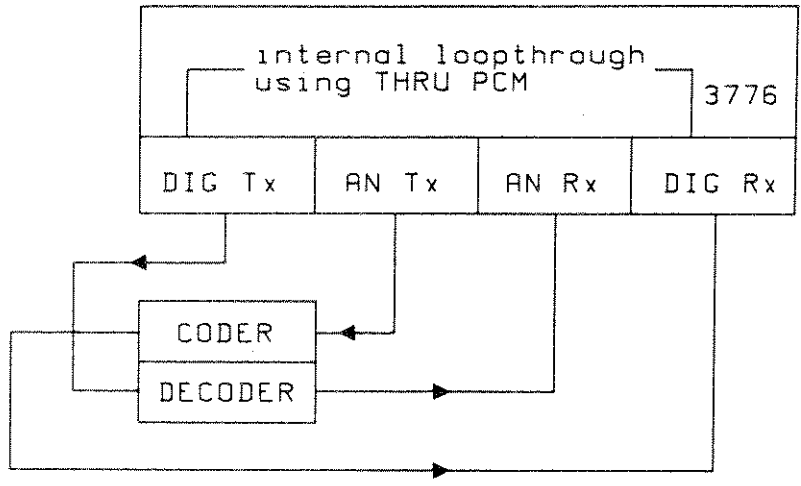 internal loopthrough
using THRU PCM
3776
DIG Tx
AN Tx
AN Rx
DIG Rx
CODER
DECODER